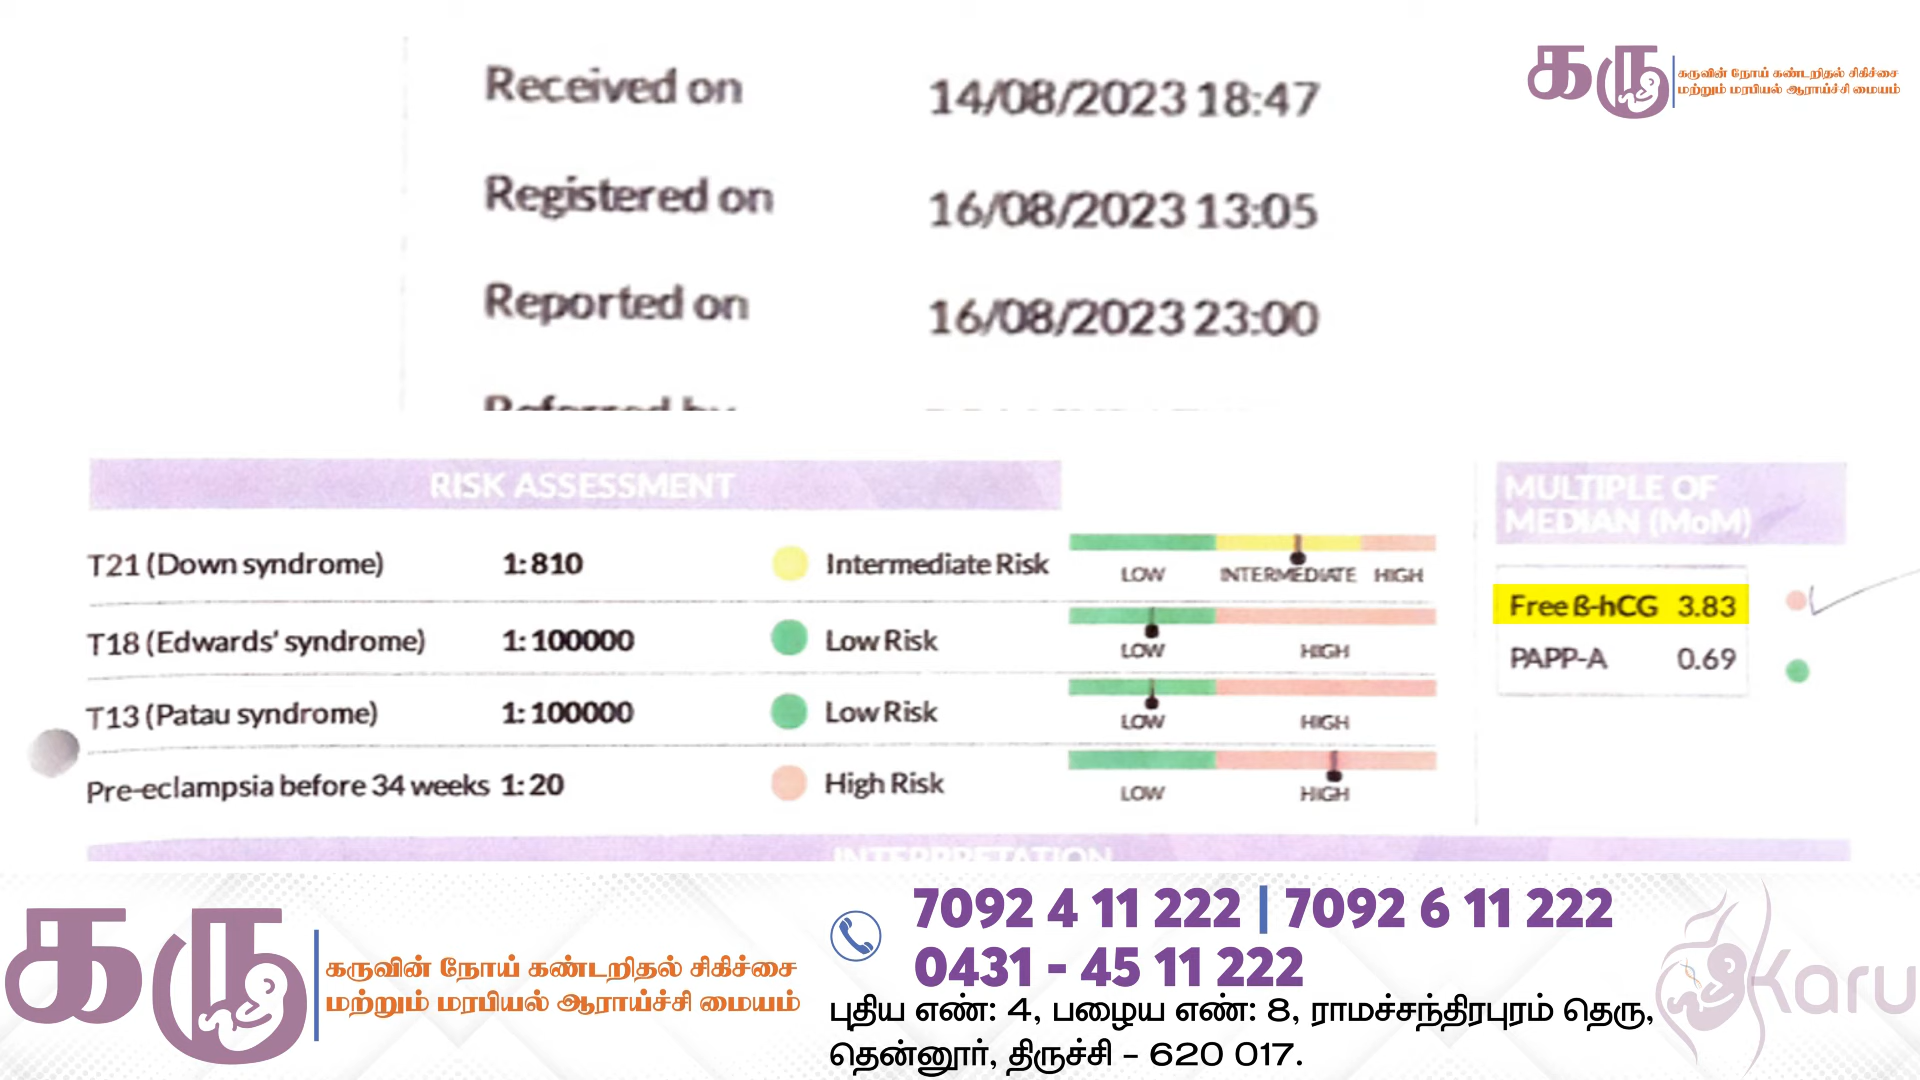 கரு
கருவின் நோய் கண்டறிதல் சிகிச்சை
மற்றும் மரபியல் ஆராய்ச்சி மையம்
Received on 14/08/2023 18:47
Registered on 16/08/2023 13:05
Reported on 16/08/2023 23:00
Referred by
RISK ASSESSMENT
T21 (Down syndrome) 1:810 Intermediate Risk LOW INTERMEDIATE HIGH
T18 (Edwards' syndrome) 1:100000 Low Risk LOW HIGH
T13 (Patau syndrome) 1:100000 Low Risk LOW HIGH
Pre-eclampsia before 34 weeks 1:20 High Risk LOW HIGH
MULTIPLE OF
MEDIAN (MoM)
Free ß-hCG 3.83
PAPP-A 0.69
INTERPRETATION
கரு
கருவின் நோய் கண்டறிதல் சிகிச்சை
மற்றும் மரபியல் ஆராய்ச்சி மையம்
7092 4 11 222 | 7092 6 11 222
0431 - 45 11 222
புதிய எண்: 4, பழைய எண்: 8, ராமச்சந்திரபுரம் தெரு,
தென்னூர், திருச்சி – 620 017.
Karu